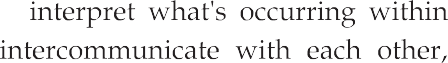 interpret what's occurring within
intercommunicate with each other,